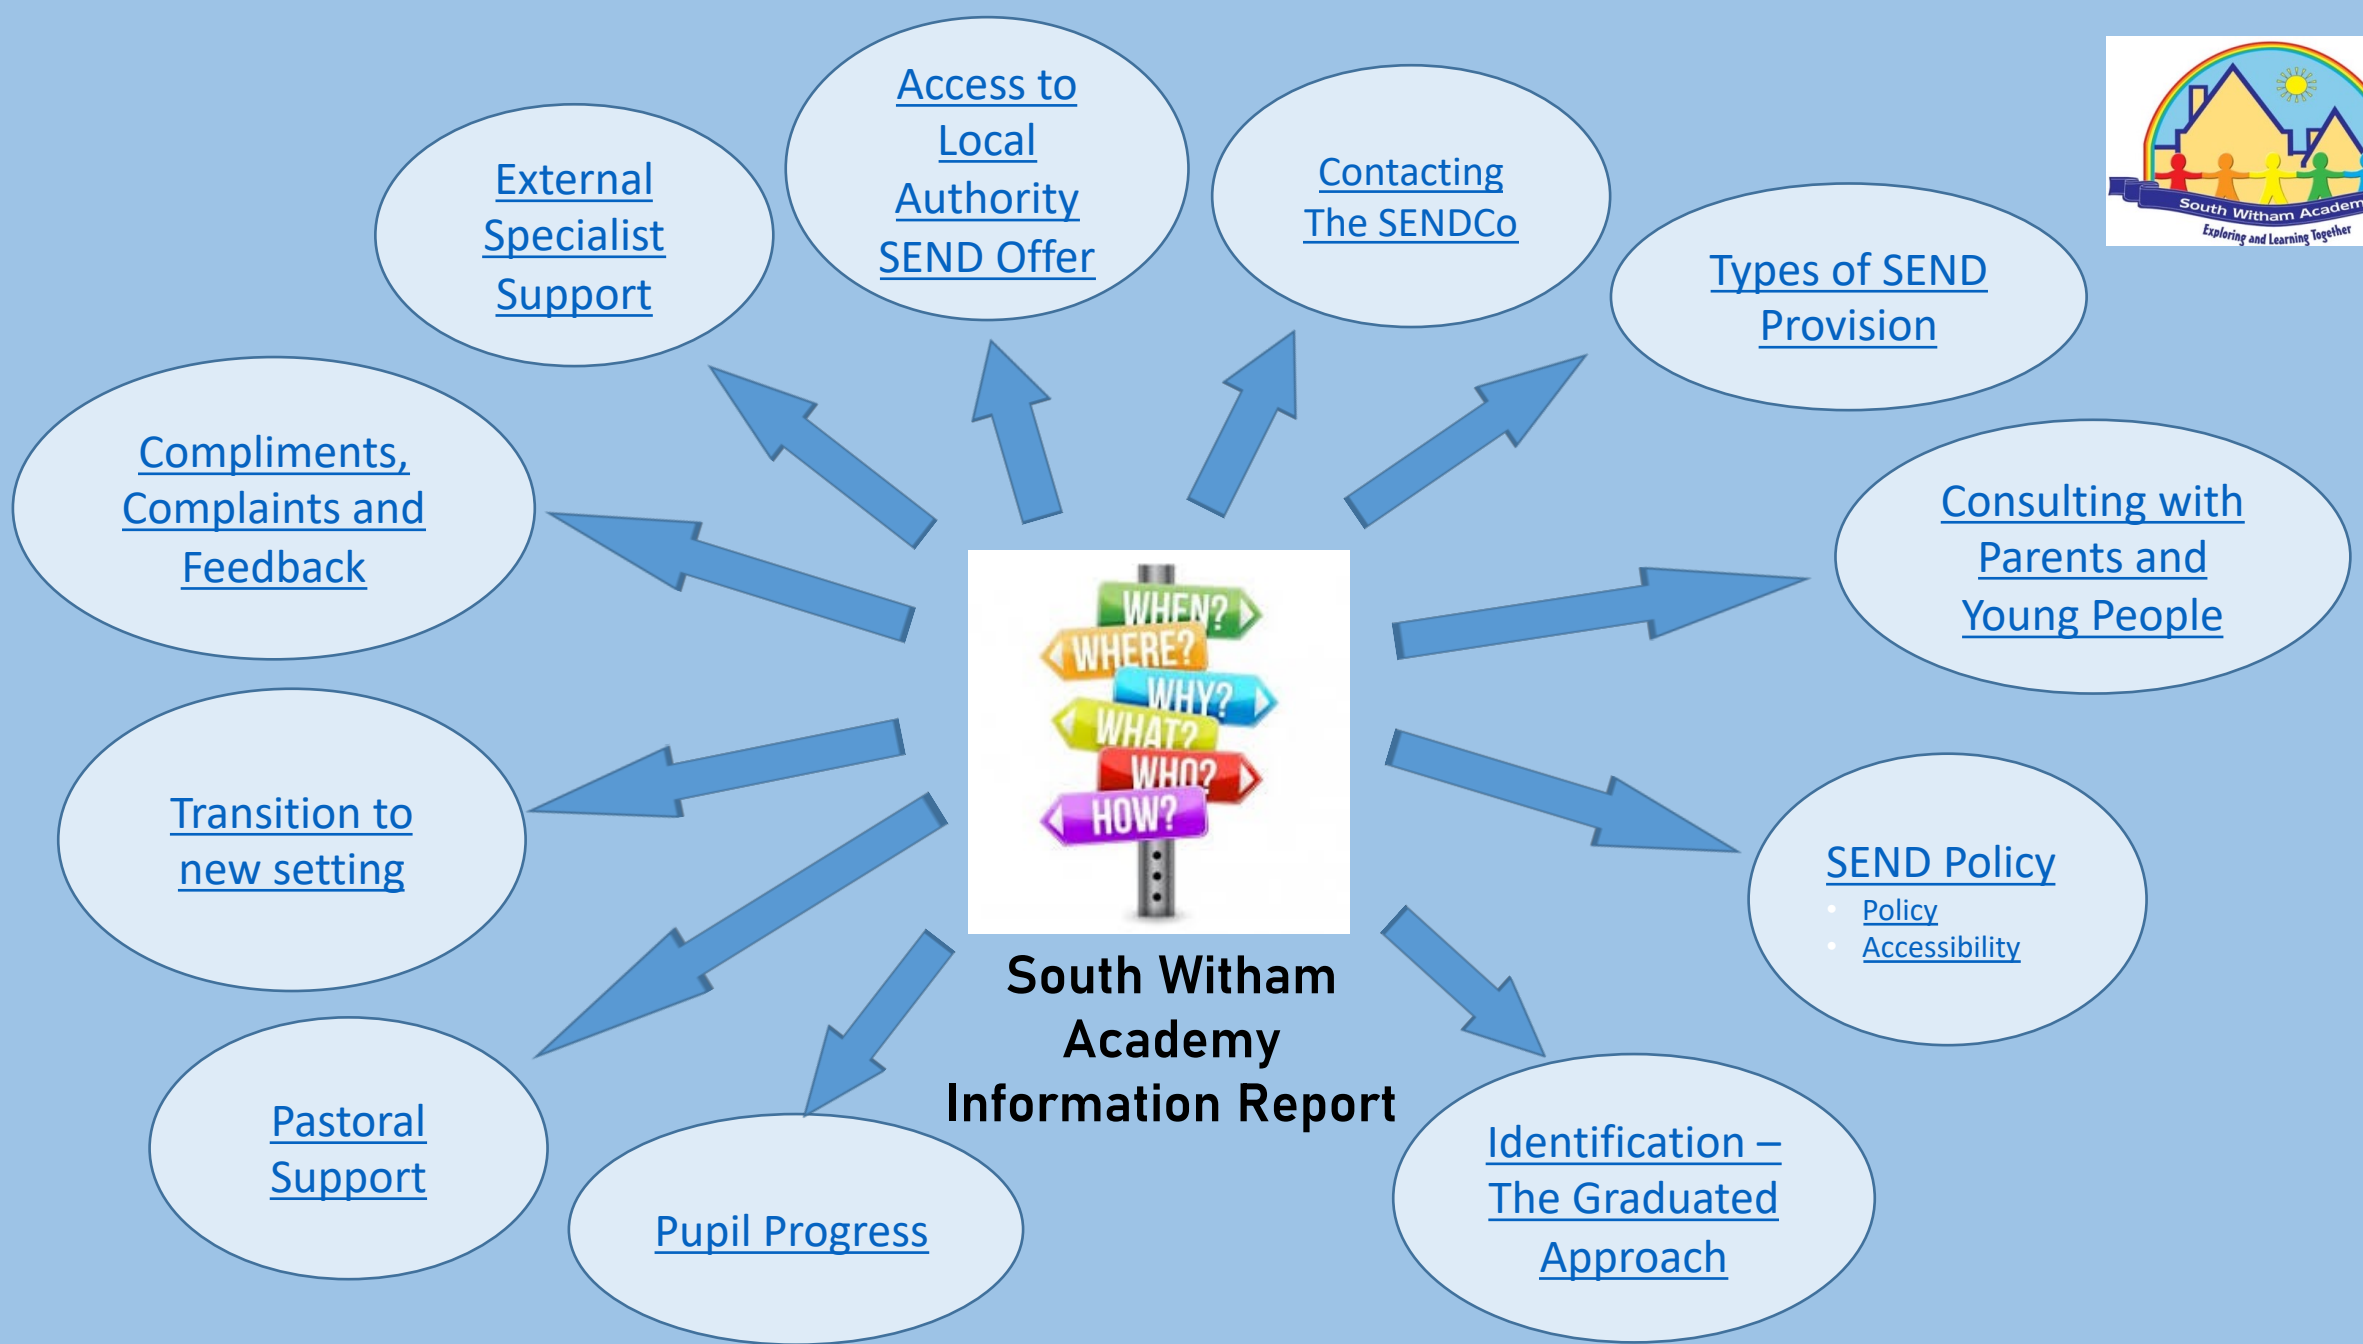 Access to
Local
Authority
SEND Offer
Contacting
The SENDCo
Types of SEND
Provision
Consulting with
Parents and
Young People
SEND Policy
• Policy
• Accessibility
Identification –
The Graduated
Approach
Pupil Progress
Pastoral
Support
Transition to
new setting
Compliments,
Complaints and
Feedback
External
Specialist
Support
WHEN?
WHERE?
WHY?
WHAT?
WHO?
HOW?
South Witham
Academy
Information Report
South Witham Academ
Exploring and Learning Together